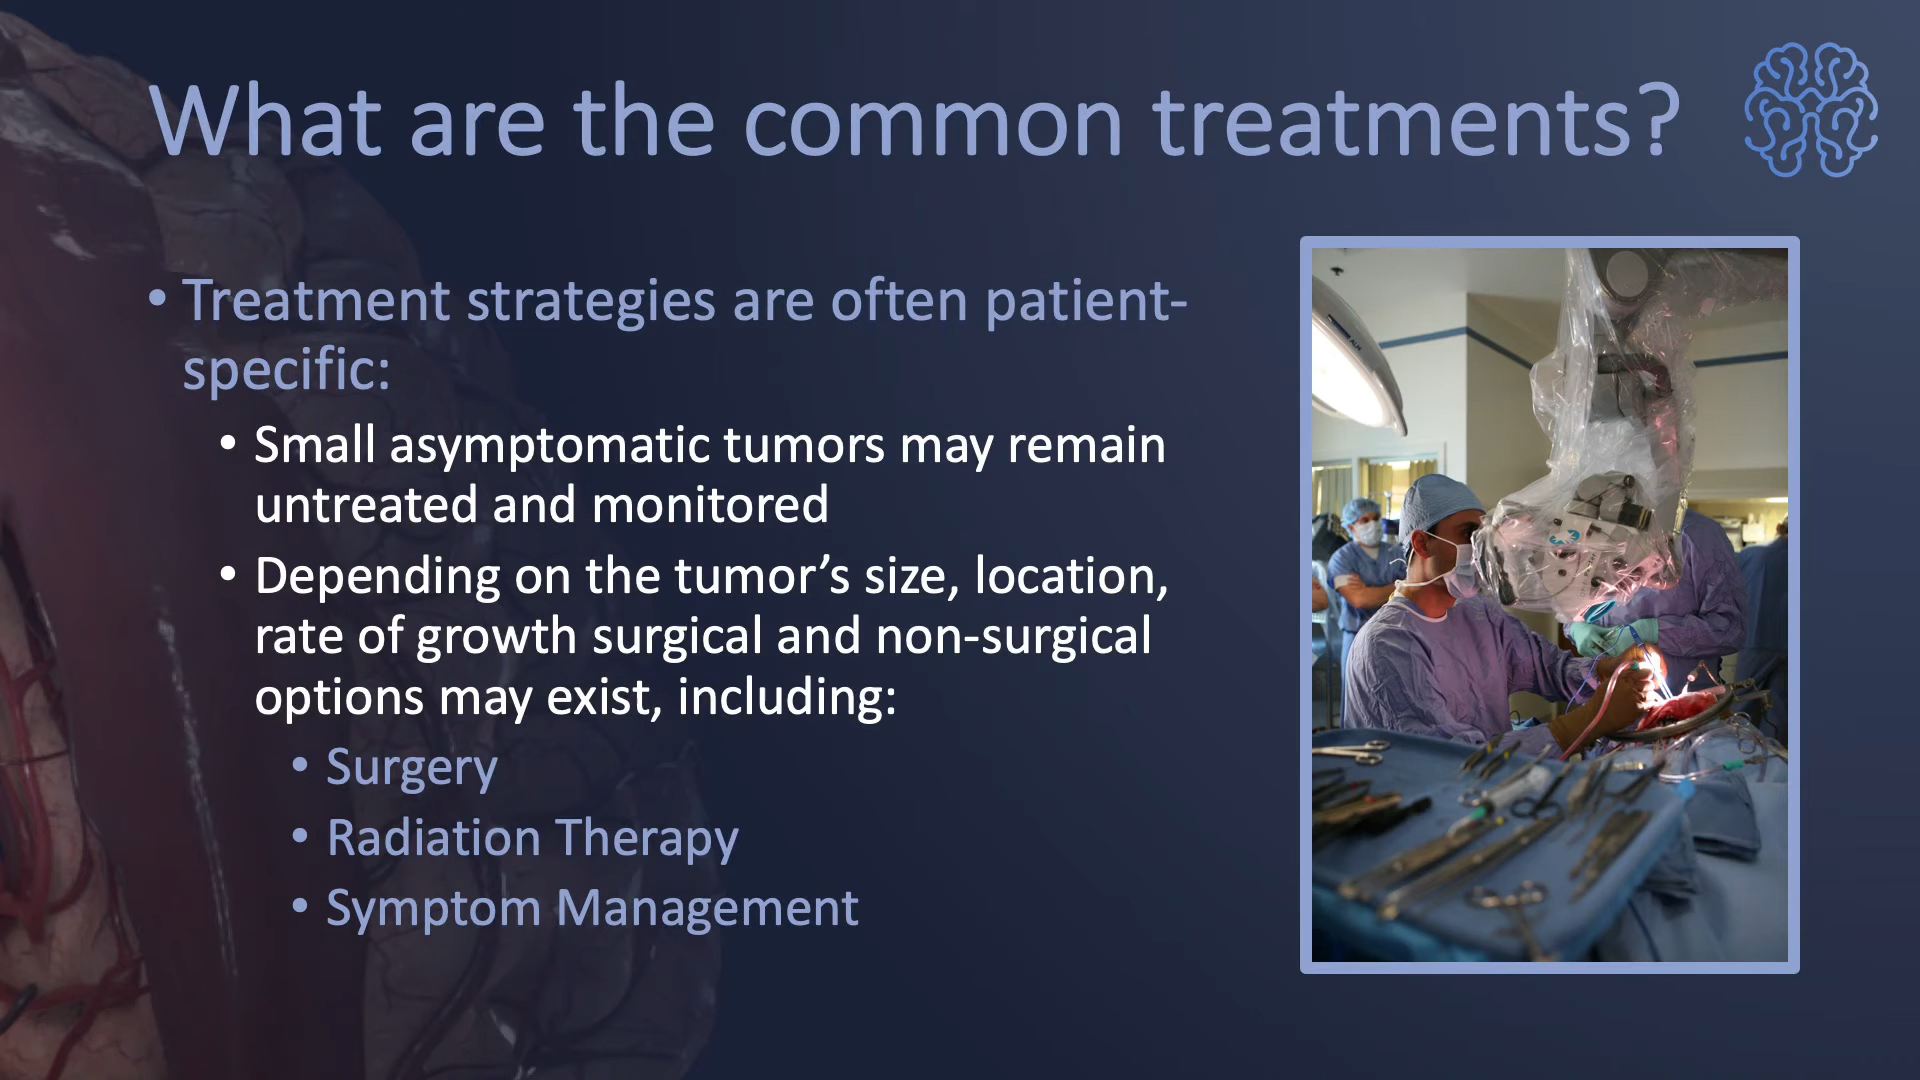 What are the common treatments?
• Treatment strategies are often patient-
specific:
• Small asymptomatic tumors may remain
untreated and monitored
• Depending on the tumor’s size, location,
rate of growth surgical and non-surgical
options may exist, including:
• Surgery
• Radiation Therapy
• Symptom Management